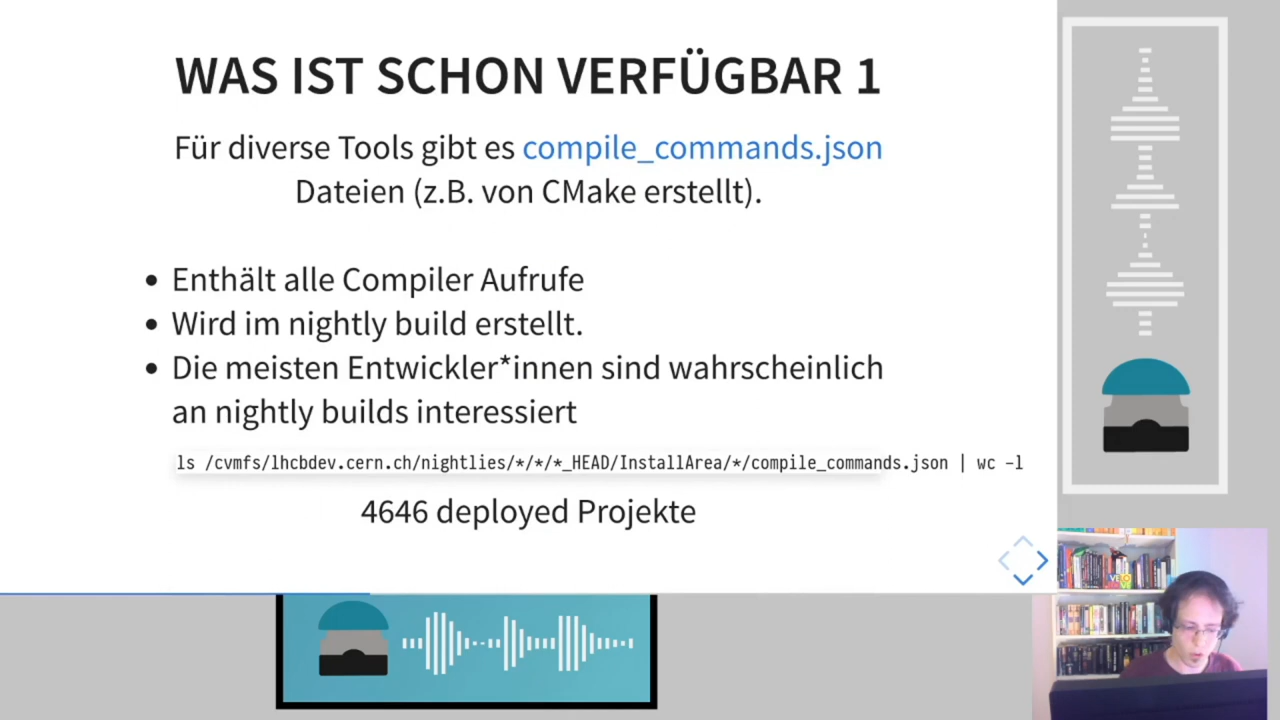 WAS IST SCHON VERFÜGBAR 1
Für diverse Tools gibt es compile_commands.json
Dateien (z.B. von CMake erstellt).
• Enthält alle Compiler Aufrufe
• Wird im nightly build erstellt.
• Die meisten Entwickler*innen sind wahrscheinlich
an nightly builds interessiert
ls /cvmfs/lhcbdev.cern.ch/nightlies/*/*/*_HEAD/InstallArea/*/compile_commands.json | wc -l
4646 deployed Projekte